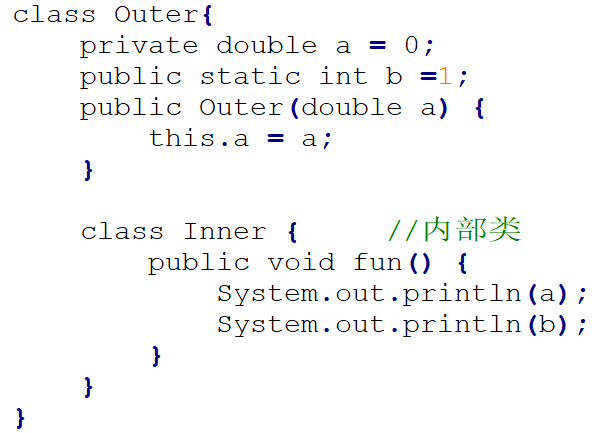 class Outer{
    private double a = 0;
    public static int b =1;
    public Outer(double a) {
        this.a = a;
    }
    class Inner {     //内部类
        public void fun() {
            System.out.println(a);
            System.out.println(b);
        }
    }
}